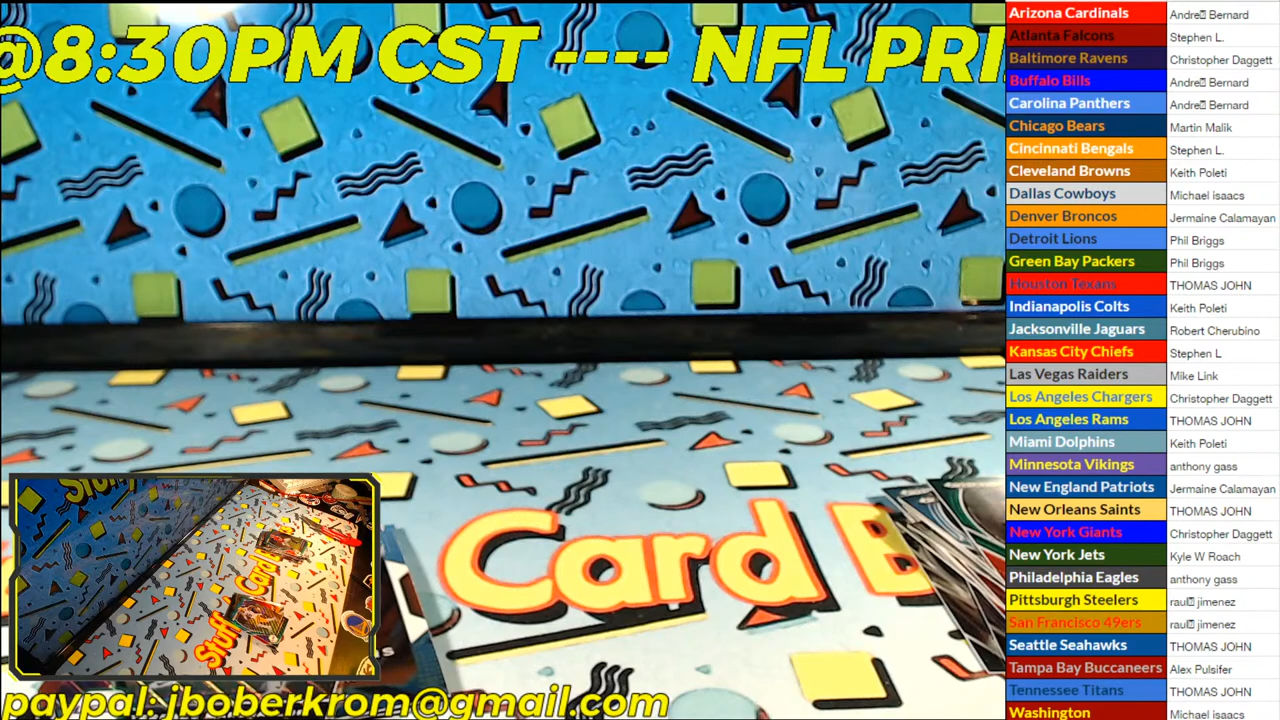 @8:30PM CST ---- NFL PRI
Card B
Stuff
Card
paypal: jboberkrom@gmail.com
Arizona Cardinals Andre Bernard
Atlanta Falcons Stephen L.
Baltimore Ravens Christopher Daggett
Buffalo Bills Andre Bernard
Carolina Panthers Andre Bernard
Chicago Bears Martin Malik
Cincinnati Bengals Stephen L.
Cleveland Browns Keith Poleti
Dallas Cowboys Michael isaacs
Denver Broncos Jermaine Calamayan
Detroit Lions Phil Briggs
Green Bay Packers Phil Briggs
Houston Texans THOMAS JOHN
Indianapolis Colts Keith Poleti
Jacksonville Jaguars Robert Cherubino
Kansas City Chiefs Stephen L
Las Vegas Raiders Mike Link
Los Angeles Chargers Christopher Daggett
Los Angeles Rams THOMAS JOHN
Miami Dolphins Keith Poleti
Minnesota Vikings anthony gass
New England Patriots Jermaine Calamayan
New Orleans Saints THOMAS JOHN
New York Giants Christopher Daggett
New York Jets Kyle W Roach
Philadelphia Eagles anthony gass
Pittsburgh Steelers raul jimenez
San Francisco 49ers raul jimenez
Seattle Seahawks THOMAS JOHN
Tampa Bay Buccaneers Alex Pulsifer
Tennessee Titans THOMAS JOHN
Washington Michael isaacs